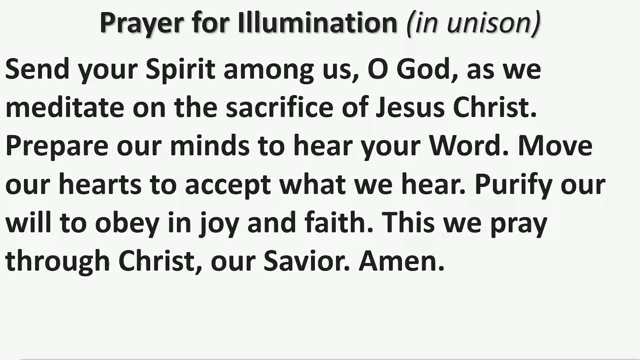 Prayer for Illumination (in unison)
Send your Spirit among us, O God, as we
meditate on the sacrifice of Jesus Christ.
Prepare our minds to hear your Word. Move
our hearts to accept what we hear. Purify our
will to obey in joy and faith. This we pray
through Christ, our Savior. Amen.